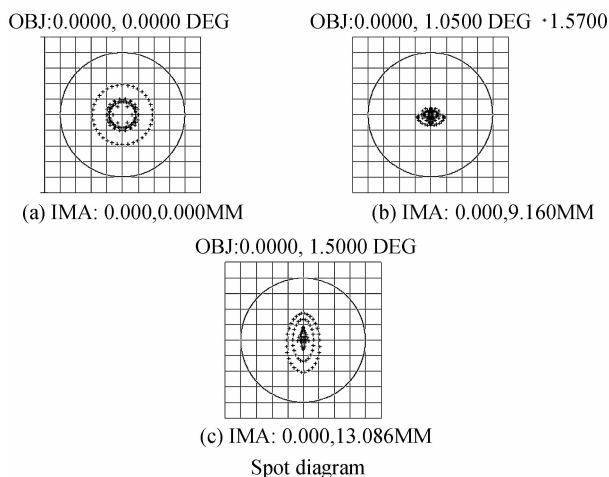 OBJ:0.0000, 0.0000 DEG
OBJ:0.0000, 1.0500 DEG
+1.5700
(a) IMA: 0.000,0.000MM
(b) IMA: 0.000,9.160MM
OBJ:0.0000, 1.5000 DEG
(c) IMA: 0.000,13.086MM
Spot diagram